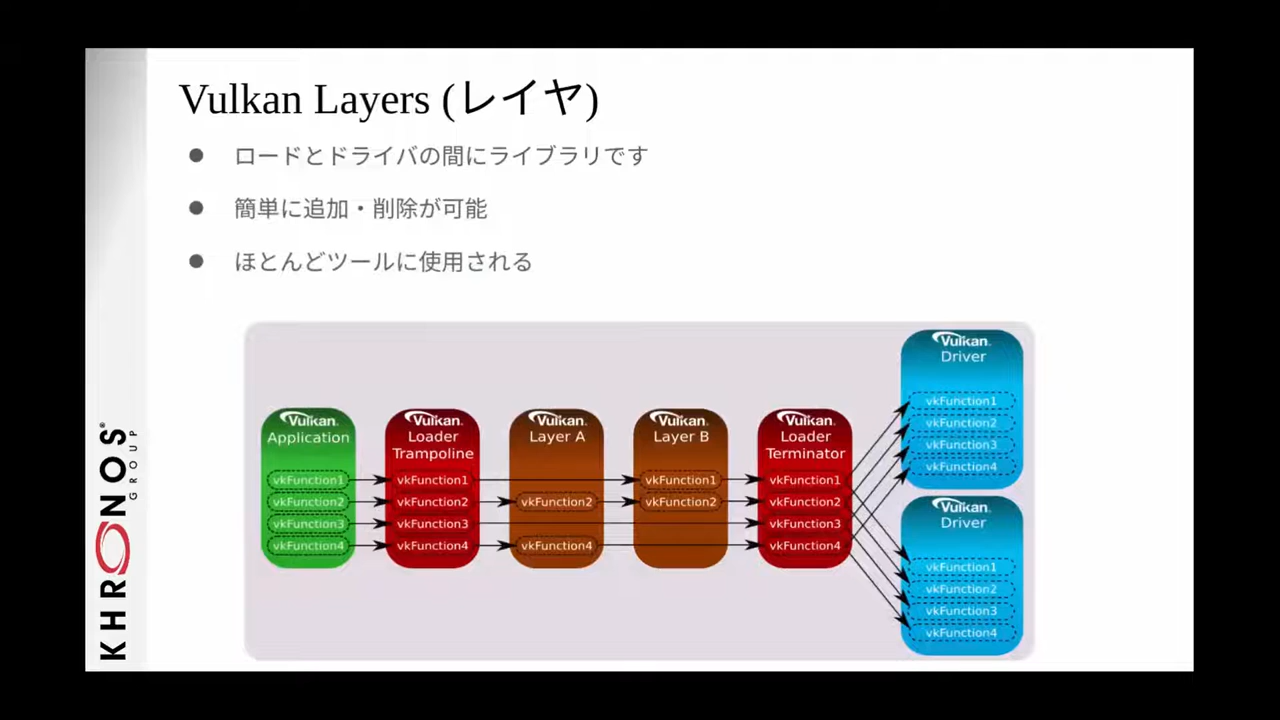 Vulkan Layers (レイヤ)
ロードとドライバの間にライブラリです
簡単に追加・削除が可能
ほとんどツールに使用される
Vulkan
Application
vkFunction1
vkFunction2
vkFunction3
vkFunction4
Vulkan
Loader
Trampoline
vkFunction1
vkFunction2
vkFunction3
vkFunction4
Vulkan
Layer A
vkFunction2
vkFunction4
Vulkan
Layer B
vkFunction1
vkFunction2
Vulkan
Loader
Terminator
vkFunction1
vkFunction2
vkFunction3
vkFunction4
Vulkan
Driver
vkFunction1
vkFunction2
vkFunction3
vkFunction4
Vulkan
Driver
vkFunction1
vkFunction2
vkFunction3
vkFunction4
KHRONOS®
GROUP